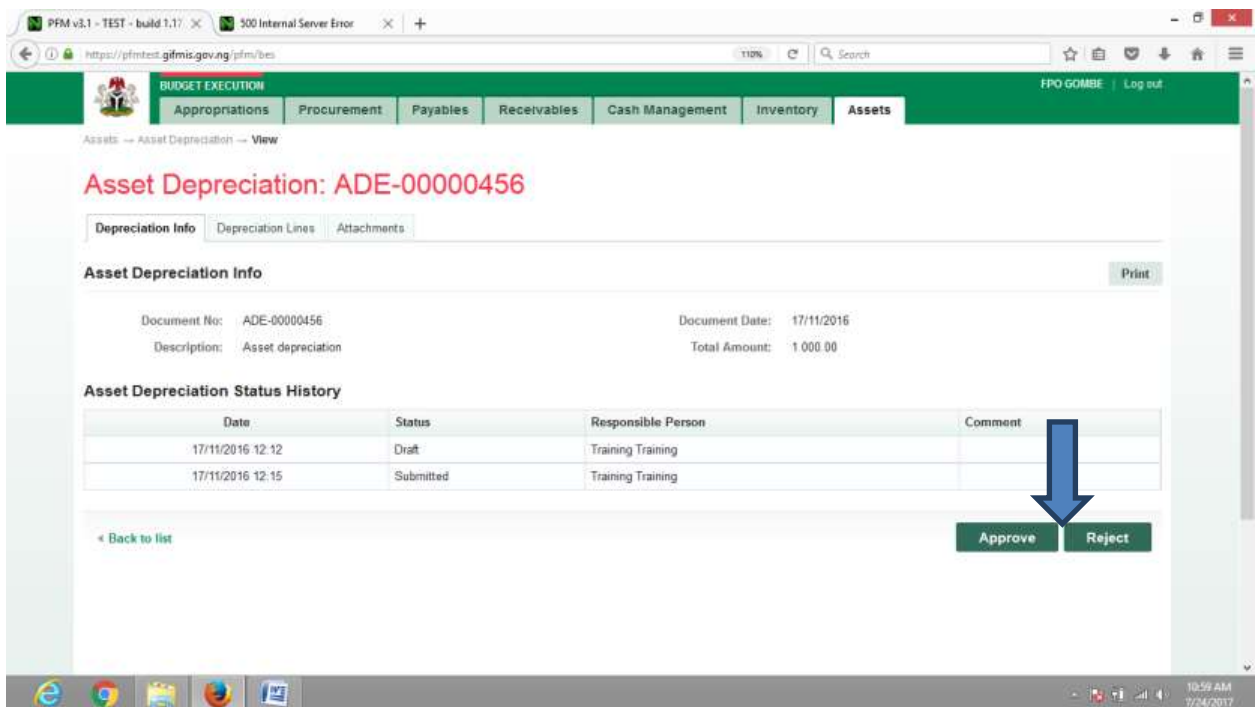 PFM v3.1 - TEST - build 1.17 500 Internal Server Error
https://pfmtest.gifmis.gov.ng/pfm/bes 110% Search
BUDGET EXECUTION FPO GOMBE | Log out
Appropriations Procurement Payables Receivables Cash Management Inventory Assets
Assets → Asset Depreciation → View
Asset Depreciation: ADE-00000456
Depreciation Info Depreciation Lines Attachments
Asset Depreciation Info Print
Document No: ADE-00000456 Document Date: 17/11/2016
Description: Asset depreciation Total Amount: 1 000.00
Asset Depreciation Status History
Date Status Responsible Person Comment
17/11/2016 12:12 Draft Training Training
17/11/2016 12:15 Submitted Training Training
< Back to list Approve Reject
10:59 AM
7/24/2017